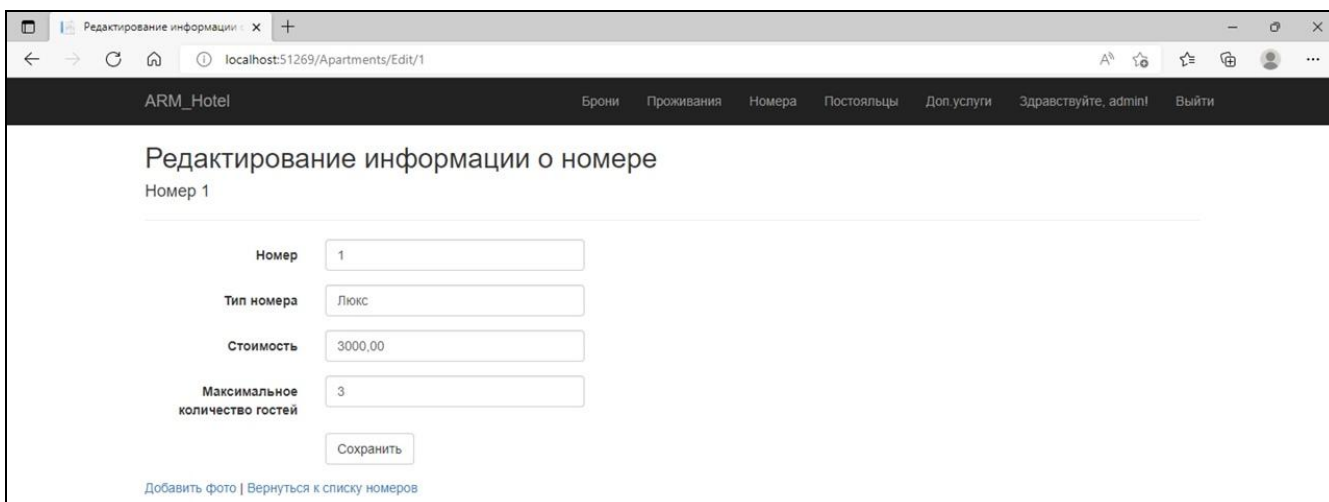 Редактирование информации
localhost:51269/Apartments/Edit/1
ARM_Hotel Брони Проживания Номера Постояльцы Доп.услуги Здравствуйте, admin! Выйти
Редактирование информации о номере
Номер 1
Номер 1
Тип номера Люкс
Стоимость 3000,00
Максимальное
количество гостей 3
Сохранить
Добавить фото | Вернуться к списку номеров